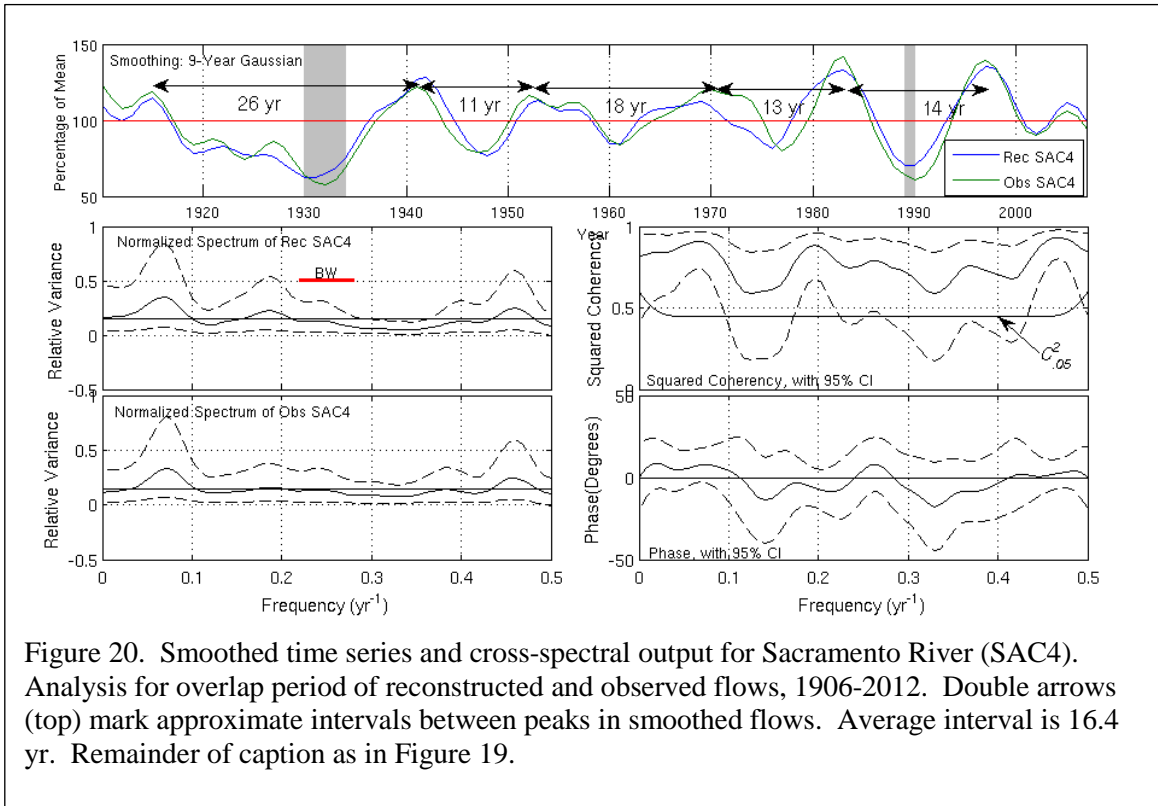 Smoothing: 9-Year Gaussian
Percentage of Mean
150
100
50
26 yr
11 yr
18 yr
13 yr
14 yr
Rec SAC4
Obs SAC4
1920
1930
1940
1950
1960
1970
1980
1990
2000
Year
Normalized Spectrum of Rec SAC4
BW
Relative Variance
1
0.5
0
-0.5
Squared Coherency
1
0.5
0
C².05
Squared Coherency, with 95% CI
Normalized Spectrum of Obs SAC4
Relative Variance
1
0.5
0
-0.5
0
0.1
0.2
0.3
0.4
0.5
Frequency (yr⁻¹)
Phase(Degrees)
50
0
-50
Phase, with 95% CI
0
0.1
0.2
0.3
0.4
0.5
Frequency (yr⁻¹)
Figure 20. Smoothed time series and cross-spectral output for Sacramento River (SAC4).
Analysis for overlap period of reconstructed and observed flows, 1906-2012. Double arrows
(top) mark approximate intervals between peaks in smoothed flows. Average interval is 16.4
yr. Remainder of caption as in Figure 19.